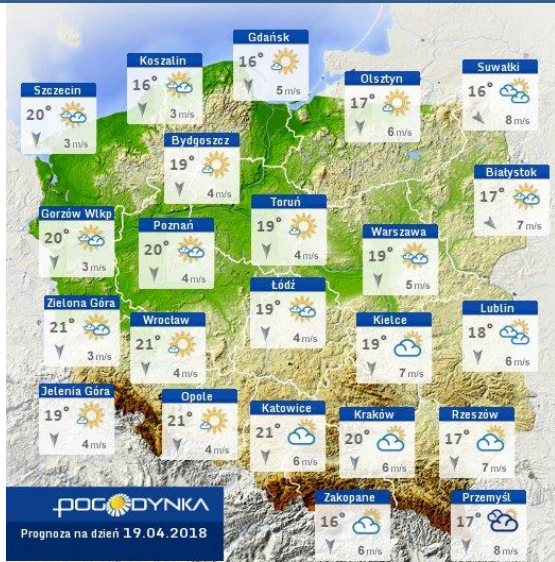 Gdańsk
16°
5 m/s
Koszalin
16°
3 m/s
Suwałki
16°
8 m/s
Olsztyn
17°
6 m/s
Szczecin
20°
3 m/s
Bydgoszcz
19°
4 m/s
Białystok
17°
7 m/s
Toruń
19°
4 m/s
Gorzów Wlkp
20°
3 m/s
Poznań
20°
4 m/s
Warszawa
19°
5 m/s
Łódź
19°
4 m/s
Zielona Góra
21°
3 m/s
Wrocław
21°
4 m/s
Kielce
19°
7 m/s
Lublin
18°
6 m/s
Jelenia Góra
19°
4 m/s
Opole
21°
4 m/s
Katowice
21°
6 m/s
Kraków
20°
6 m/s
Rzeszów
17°
7 m/s
Zakopane
16°
6 m/s
Przemyśl
17°
8 m/s
POGODYNKA
Prognoza na dzień 19.04.2018